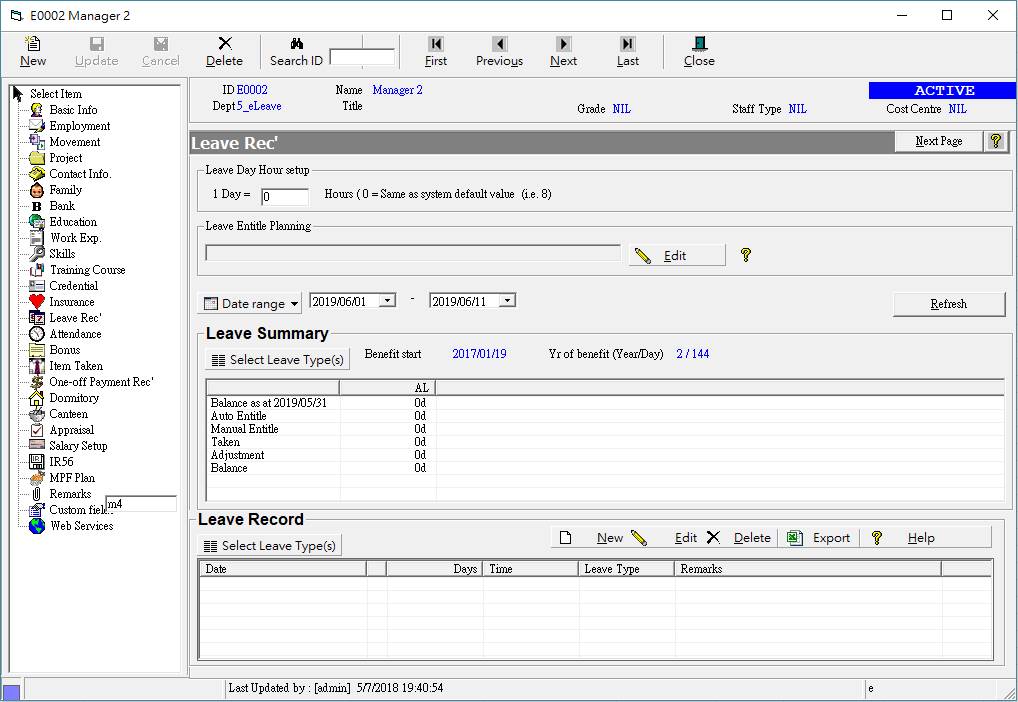 E0002 Manager 2
New Update Cancel Delete Search ID First Previous Next Last Close
Select Item
Basic Info
Employment
Movement
Project
Contact Info.
Family
Bank
Education
Work Exp.
Skills
Training Course
Credential
Insurance
Leave Rec'
Attendance
Bonus
Item Taken
One-off Payment Rec'
Dormitory
Canteen
Appraisal
Salary Setup
IR56
MPF Plan
Remarks
Custom field
m4
Web Services
ID E0002 Name Manager 2 ACTIVE
Dept 5_eLeave Title Grade NIL Staff Type NIL Cost Centre NIL
Leave Rec' Next Page
Leave Day Hour setup
1 Day = 0 Hours ( 0 = Same as system default value (i.e. 8)
Leave Entitle Planning
Edit
Date range 2019/06/01 - 2019/06/11 Refresh
Leave Summary
Select Leave Type(s) Benefit start 2017/01/19 Yr of benefit (Year/Day) 2 / 144
AL
Balance as at 2019/05/31 0d
Auto Entitle 0d
Manual Entitle 0d
Taken 0d
Adjustment 0d
Balance 0d
Leave Record
Select Leave Type(s) New Edit Delete Export Help
Date Days Time Leave Type Remarks
Last Updated by : [admin] 5/7/2018 19:40:54 e